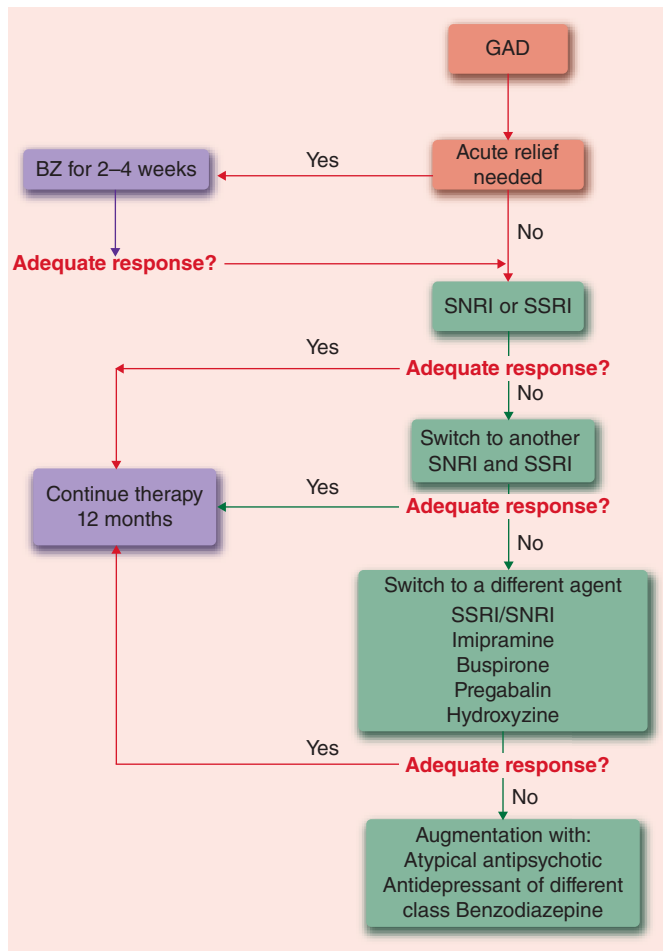 GAD
Acute relief
needed
Yes
BZ for 2–4 weeks
No
Adequate response?
SNRI or SSRI
Yes
Adequate response?
No
Switch to another
SNRI and SSRI
Continue therapy
12 months
Yes
Adequate response?
No
Switch to a different agent
SSRI/SNRI
Imipramine
Buspirone
Pregabalin
Hydroxyzine
Yes
Adequate response?
No
Augmentation with:
Atypical antipsychotic
Antidepressant of different
class Benzodiazepine